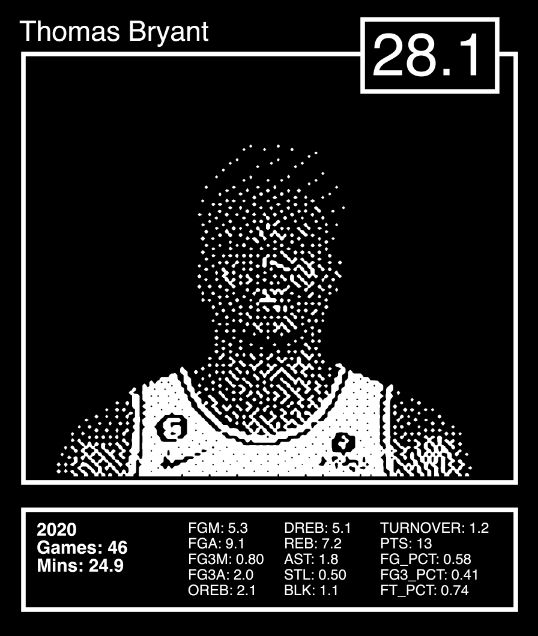 Thomas Bryant
28.1
2020
Games: 46
Mins: 24.9
FGM: 5.3
FGA: 9.1
FG3M: 0.80
FG3A: 2.0
OREB: 2.1
DREB: 5.1
REB: 7.2
AST: 1.8
STL: 0.50
BLK: 1.1
TURNOVER: 1.2
PTS: 13
FG_PCT: 0.58
FG3_PCT: 0.41
FT_PCT: 0.74